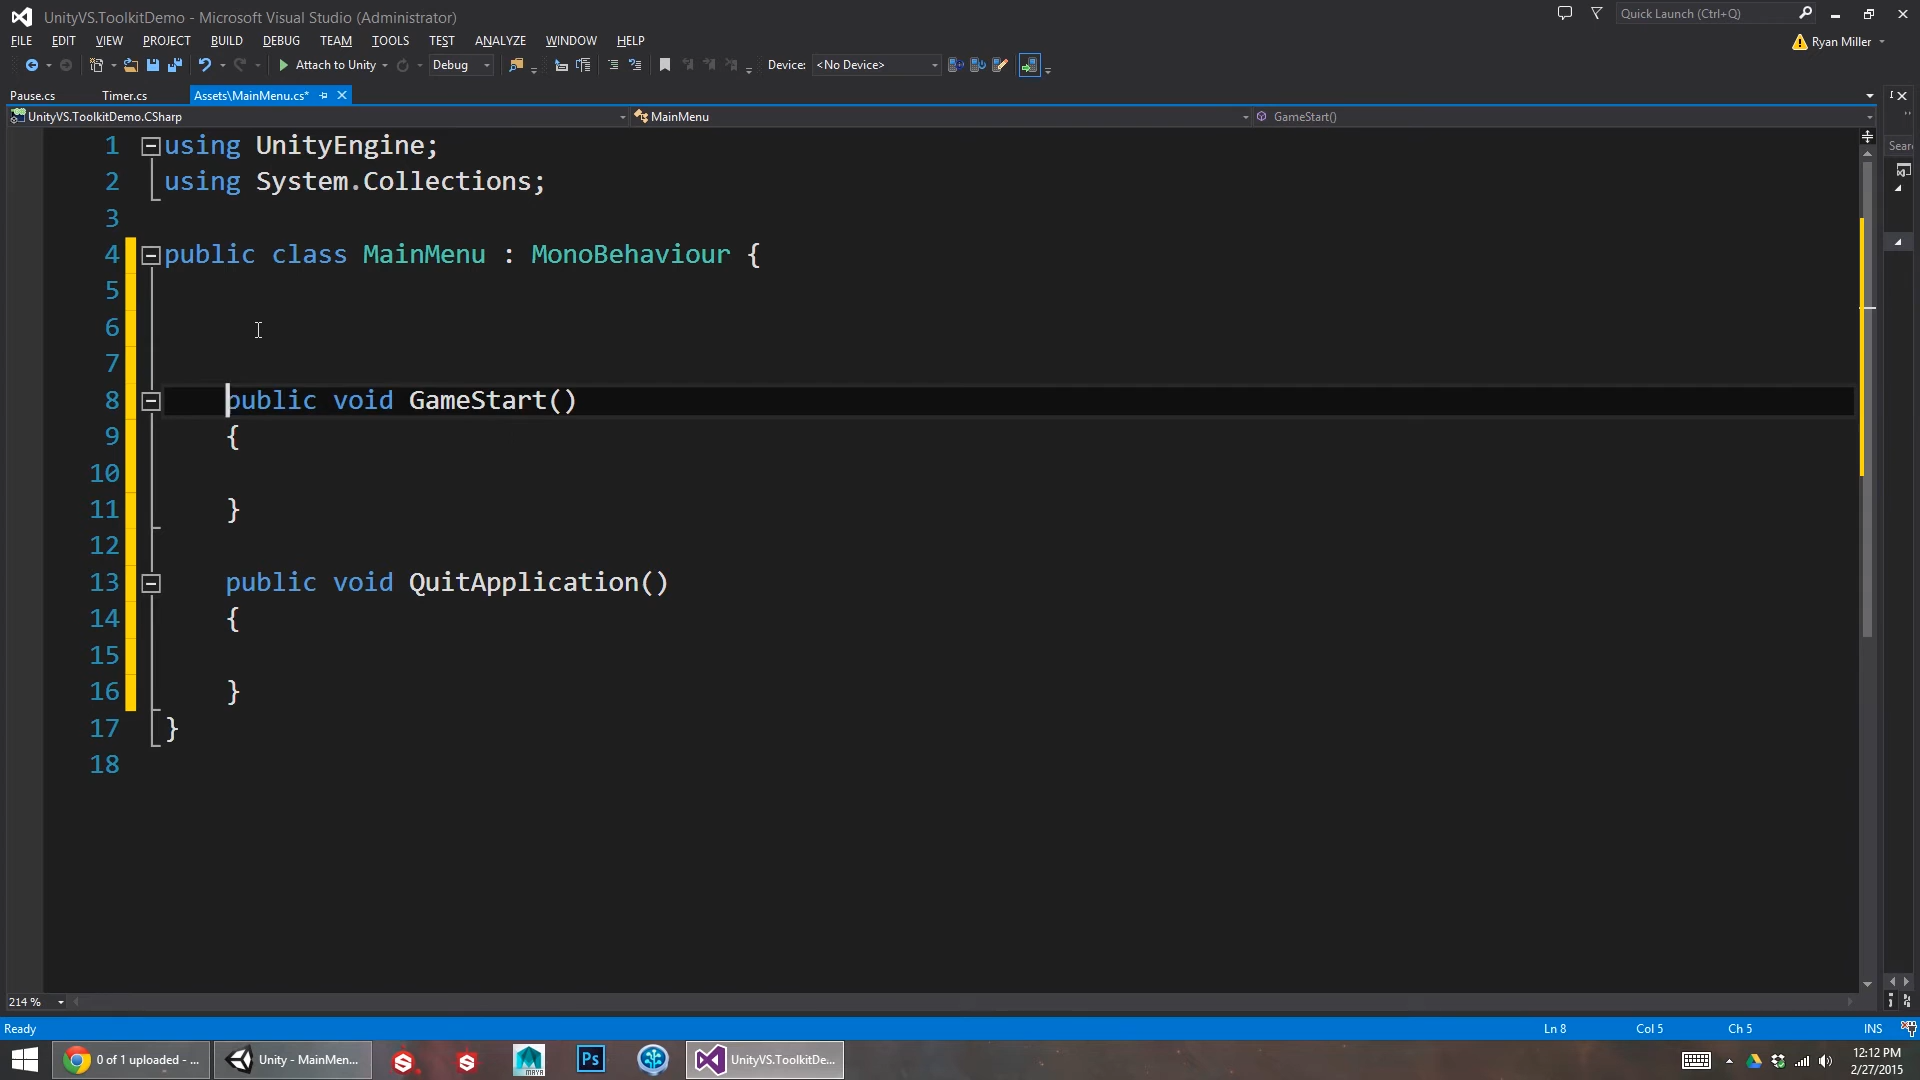 UnityVS.ToolkitDemo - Microsoft Visual Studio (Administrator)
Quick Launch (Ctrl+Q)
FILE EDIT VIEW PROJECT BUILD DEBUG TEAM TOOLS TEST ANALYZE WINDOW HELP
Ryan Miller
Attach to Unity
Debug
Device: <No Device>
Pause.cs
Timer.cs
Assets\MainMenu.cs*
UnityVS.ToolkitDemo.CSharp
MainMenu
GameStart()
1 using UnityEngine;
2 using System.Collections;
3
4 public class MainMenu : MonoBehaviour {
5
6
7
8 public void GameStart()
9 {
10
11 }
12
13 public void QuitApplication()
14 {
15
16 }
17 }
18
Sear
214 %
Ready
Ln 8
Col 5
Ch 5
INS
0 of 1 uploaded - ...
Unity - MainMen...
MAYA
Ps
UnityVS.ToolkitDe...
12:12 PM
2/27/2015